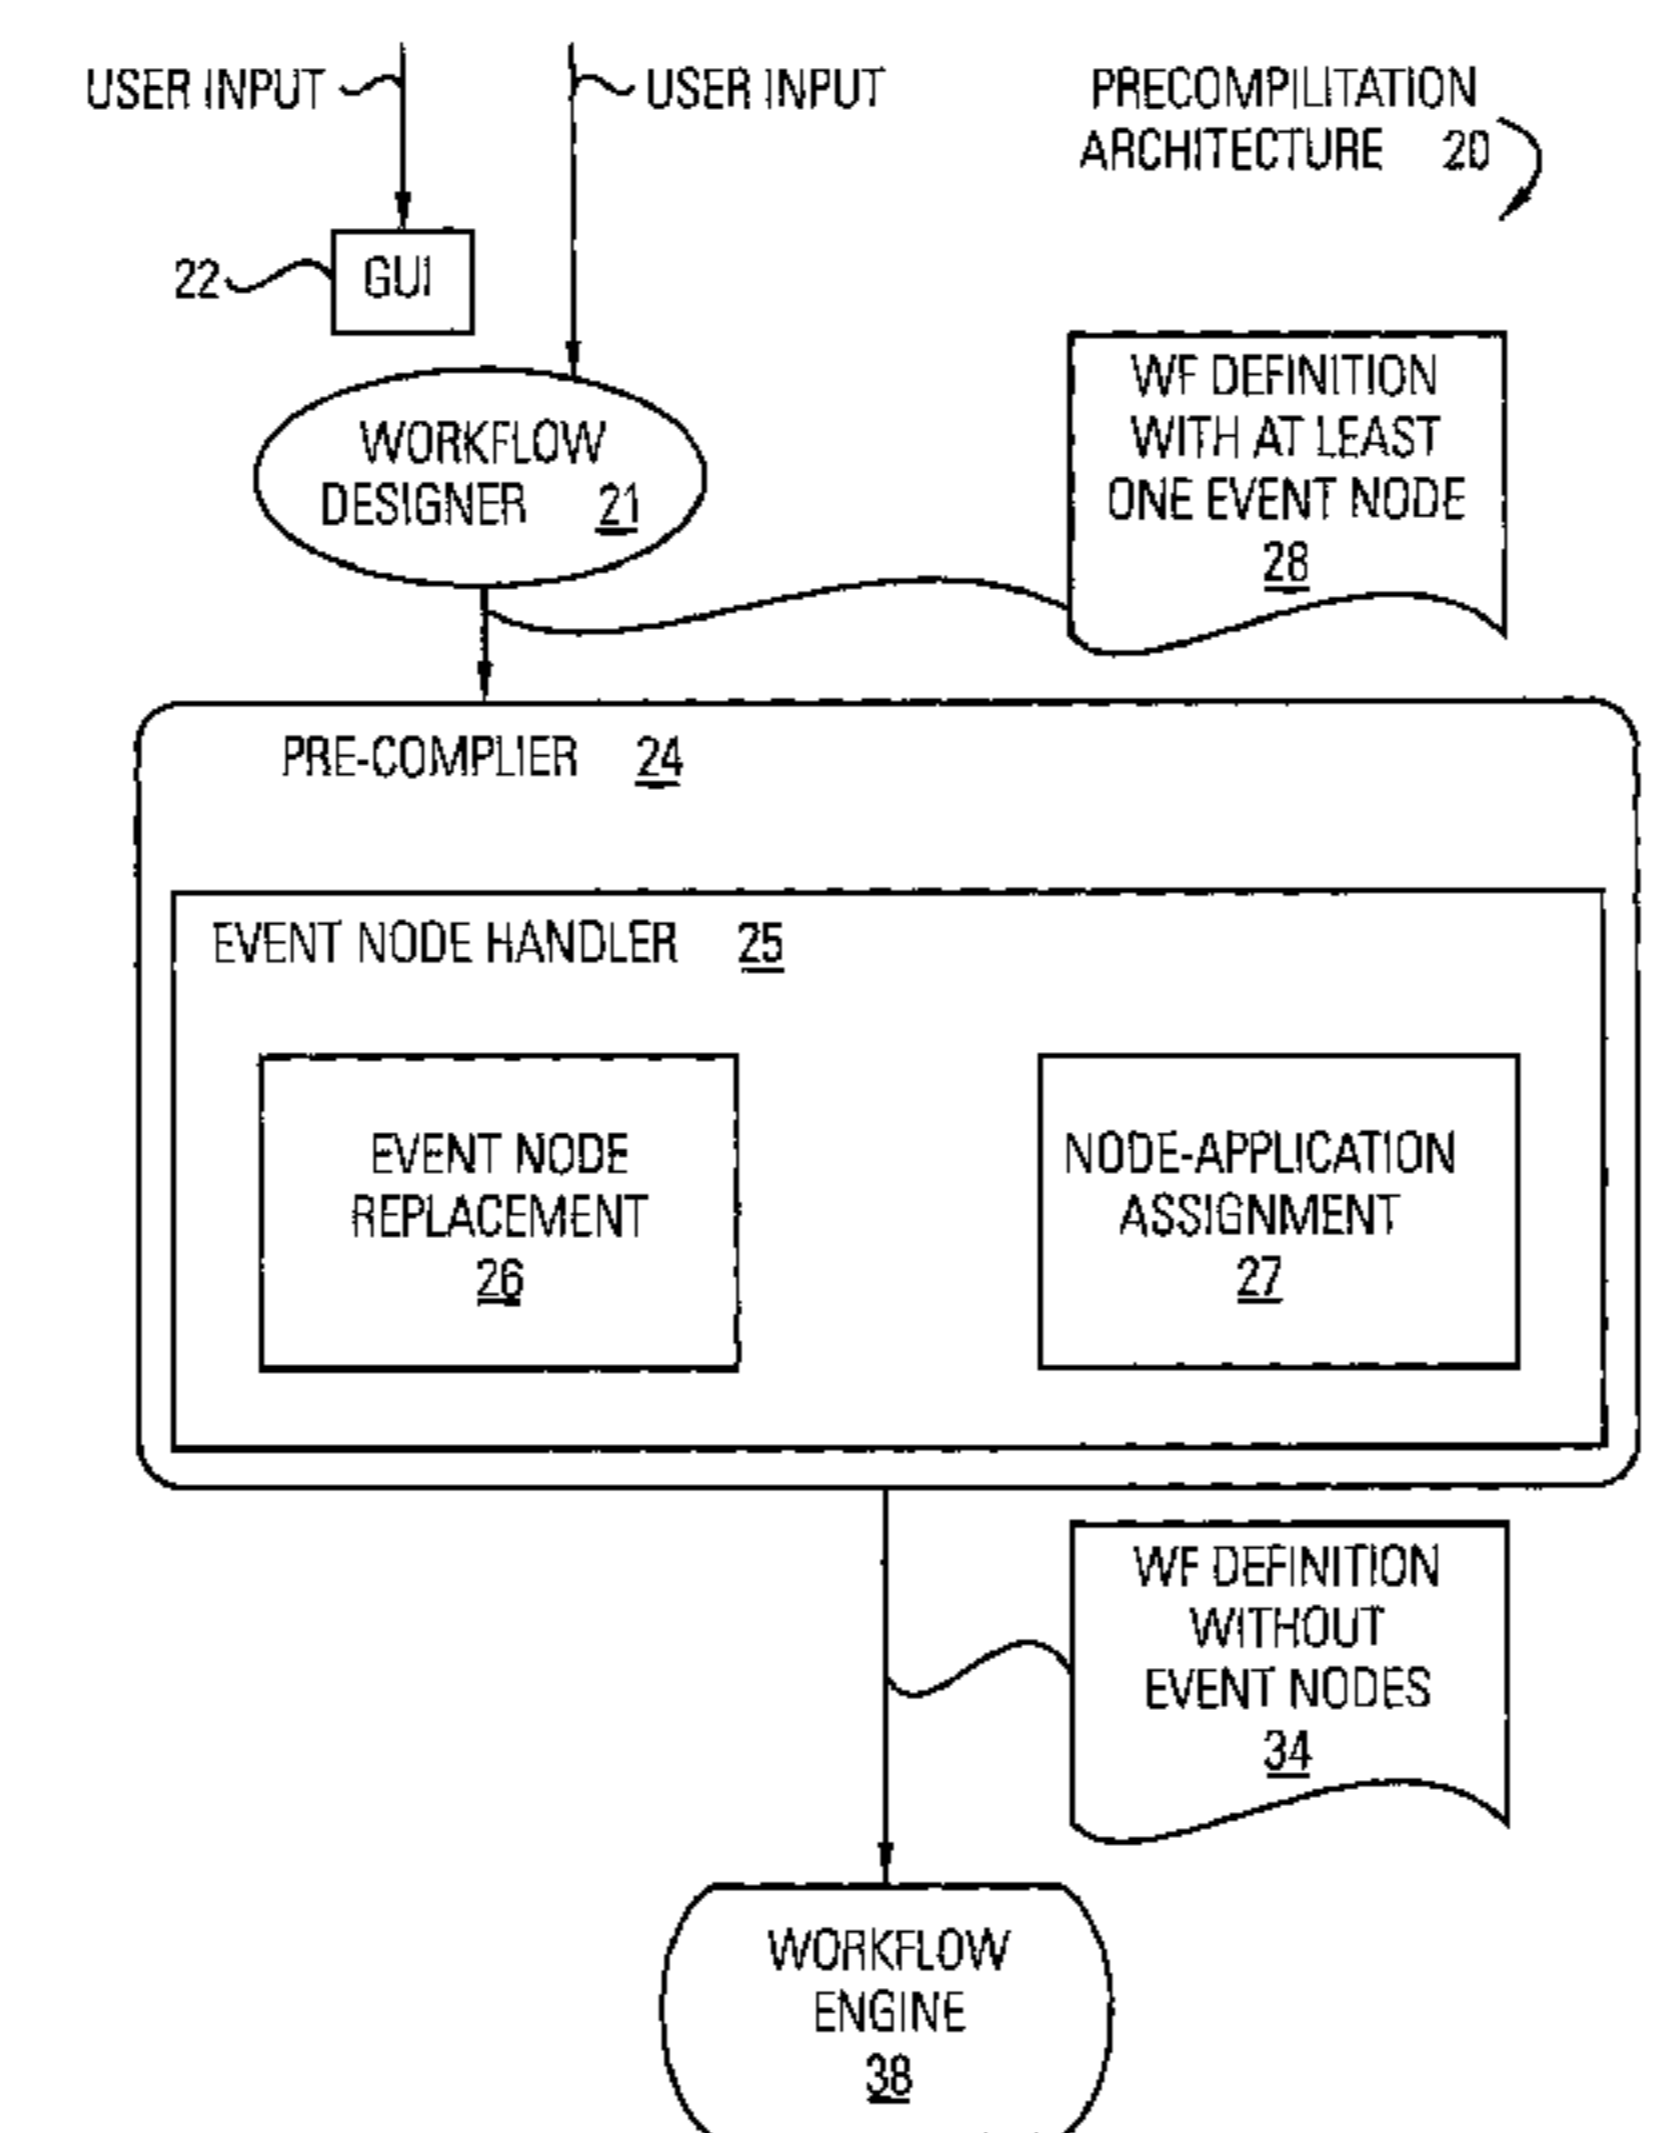 USER INPUT
USER INPUT
PRECOMPILITATION
ARCHITECTURE 20
22
GUI
WORKFLOW
DESIGNER 21
WF DEFINITION
WITH AT LEAST
ONE EVENT NODE
28
PRE-COMPLIER 24
EVENT NODE HANDLER 25
EVENT NODE
REPLACEMENT
26
NODE-APPLICATION
ASSIGNMENT
27
WF DEFINITION
WITHOUT
EVENT NODES
34
WORKFLOW
ENGINE
38